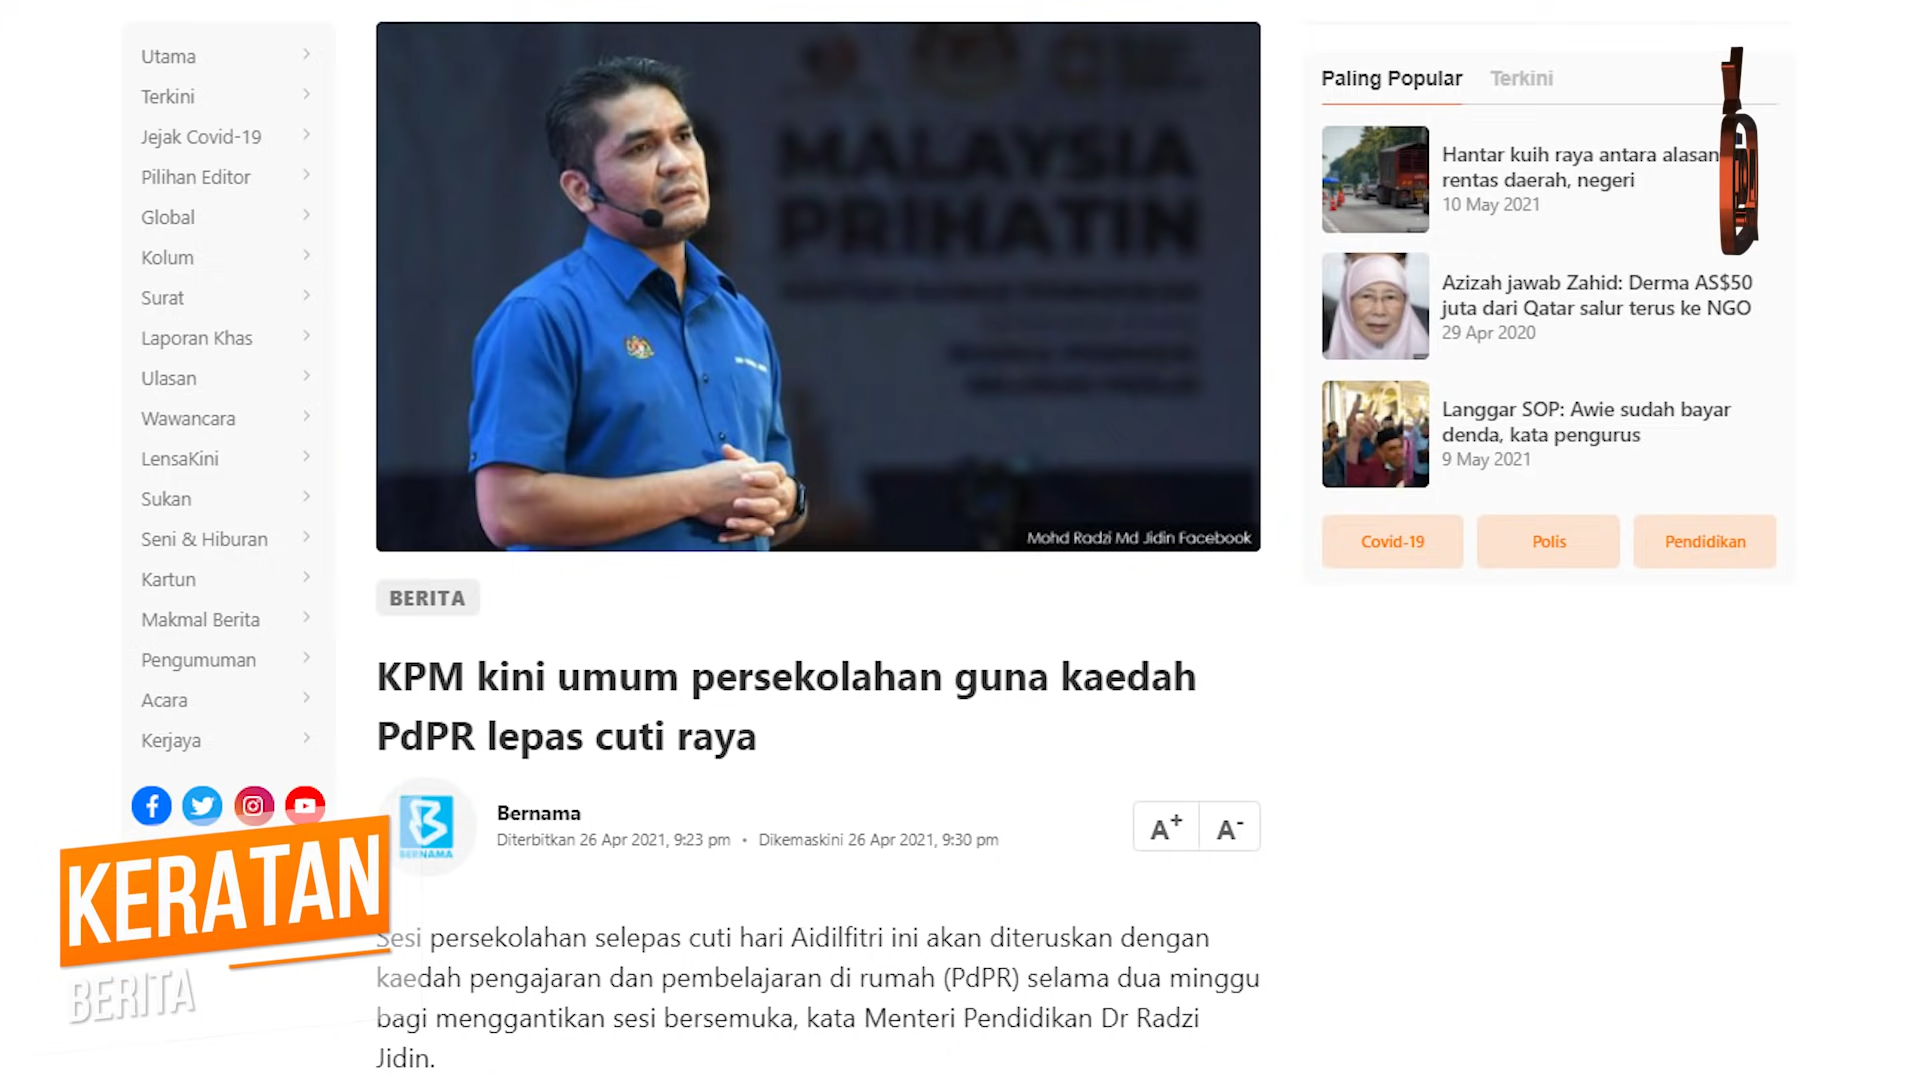 Utama
Terkini
Jejak Covid-19
Pilihan Editor
Global
Kolum
Surat
Laporan Khas
Ulasan
Wawancara
LensaKini
Sukan
Seni & Hiburan
Kartun
Makmal Berita
Pengumuman
Acara
Kerjaya
KERATAN
BERITA
MALAYSIA
PRIHATIN
Mohd Radzi Md Jidin Facebook
BERITA
KPM kini umum persekolahan guna kaedah
PdPR lepas cuti raya
BERNAMA
Bernama
Diterbitkan 26 Apr 2021, 9:23 pm • Dikemaskini 26 Apr 2021, 9:30 pm
A+ A-
Sesi persekolahan selepas cuti hari Aidilfitri ini akan diteruskan dengan
kaedah pengajaran dan pembelajaran di rumah (PdPR) selama dua minggu
bagi menggantikan sesi bersemuka, kata Menteri Pendidikan Dr Radzi
Jidin.
Paling Popular Terkini
Hantar kuih raya antara alasan
rentas daerah, negeri
10 May 2021
Azizah jawab Zahid: Derma AS$50
juta dari Qatar salur terus ke NGO
29 Apr 2020
Langgar SOP: Awie sudah bayar
denda, kata pengurus
9 May 2021
Covid-19 Polis Pendidikan